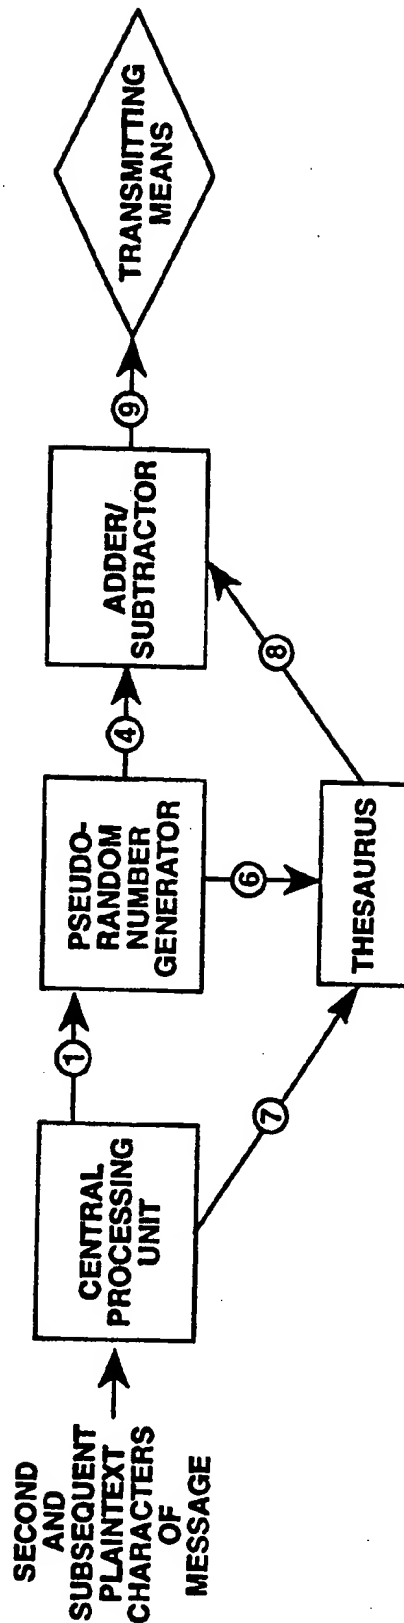 SECOND
AND
SUBSEQUENT
PLAINTEXT
CHARACTERS
OF
MESSAGE
CENTRAL
PROCESSING
UNIT
1
7
PSEUDO-
RANDOM
NUMBER
GENERATOR
4
6
THESAURUS
8
ADDER/
SUBTRACTOR
9
TRANSMITTING
MEANS